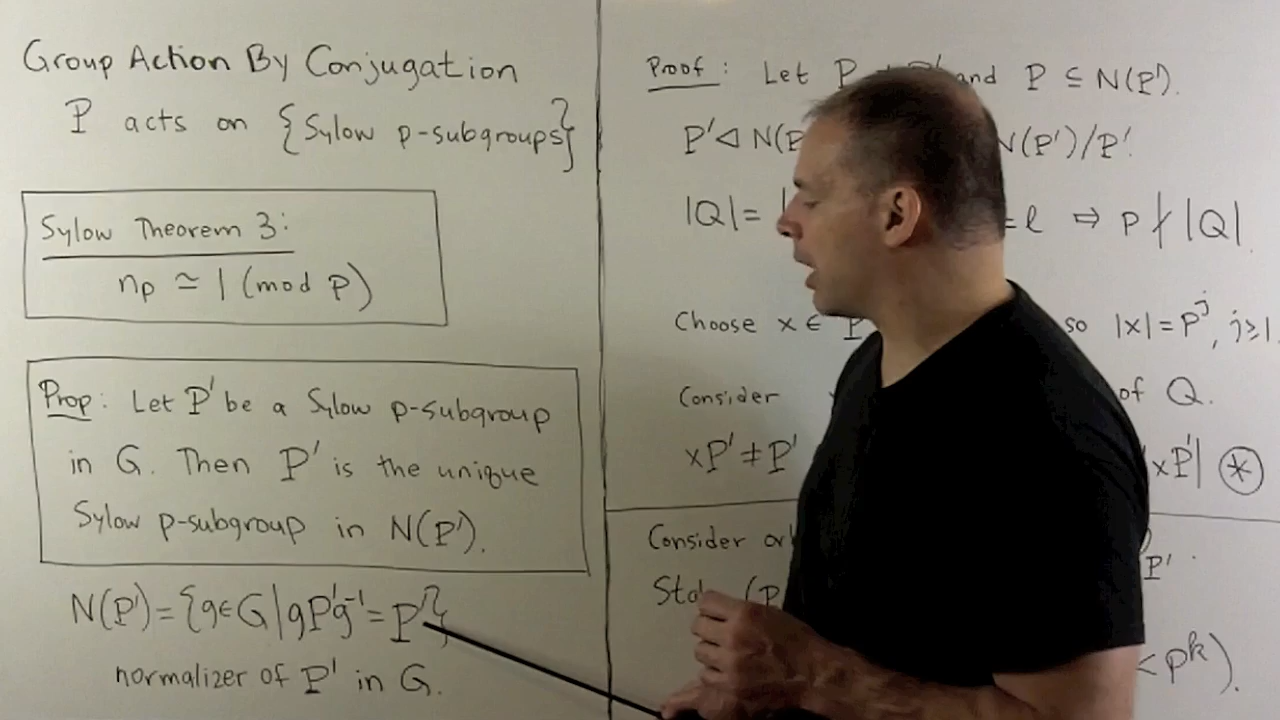 Group Action By Conjugation
P acts on {Sylow p-subgroups}
Sylow Theorem 3:
n_p ≃ 1 (mod p)
Prop: Let P' be a Sylow p-subgroup
in G. Then P' is the unique
Sylow p-subgroup in N(P').
N(P') = {g∈G | gP'g⁻¹ = P'}
normalizer of P' in G.
Proof: Let P and P ⊆ N(P').
P' ◁ N(P N(P')/P'.
|Q| = = l ⇒ p ∤ |Q|.
Choose x ∈ P so |x| = p^j, j≥1
Consider of Q.
xP' ≠ P' xP'| ⊛
Consider P'.
(P
< p^k).